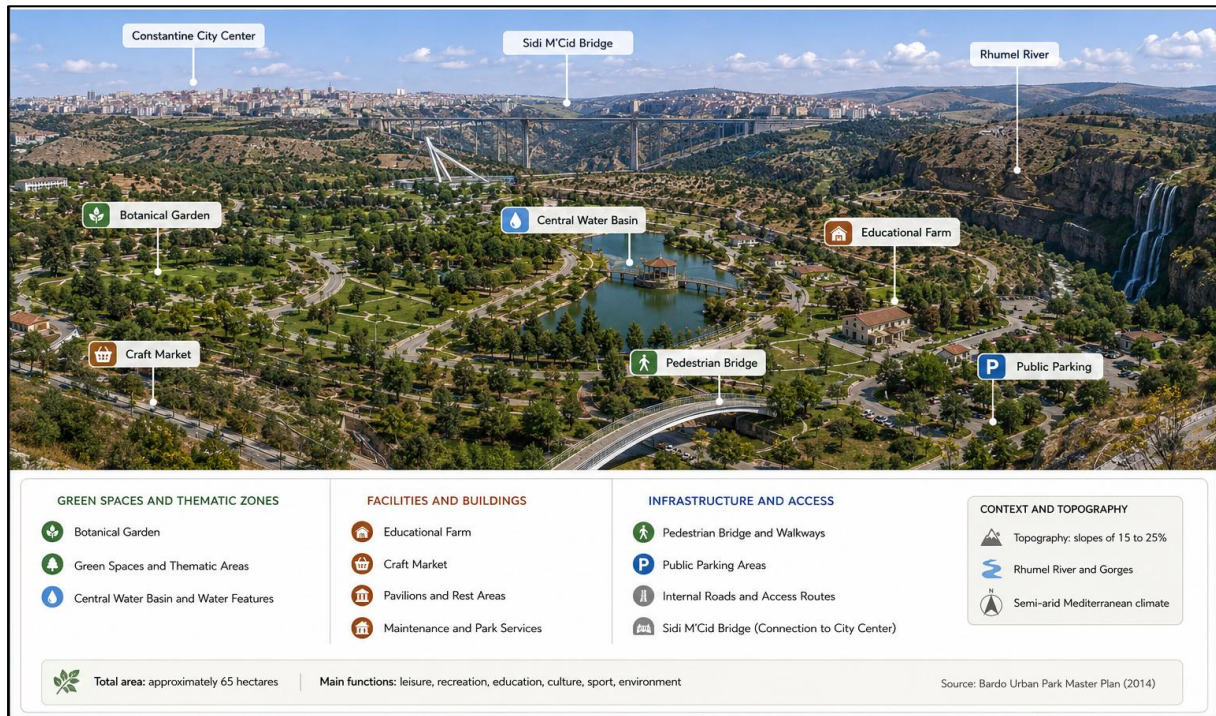 Constantine City Center
Sidi M'Cid Bridge
Rhumel River
Botanical Garden
Central Water Basin
Educational Farm
Craft Market
Pedestrian Bridge
P Public Parking
GREEN SPACES AND THEMATIC ZONES
Botanical Garden
Green Spaces and Thematic Areas
Central Water Basin and Water Features
FACILITIES AND BUILDINGS
Educational Farm
Craft Market
Pavilions and Rest Areas
Maintenance and Park Services
INFRASTRUCTURE AND ACCESS
Pedestrian Bridge and Walkways
P Public Parking Areas
Internal Roads and Access Routes
Sidi M'Cid Bridge (Connection to City Center)
CONTEXT AND TOPOGRAPHY
Topography: slopes of 15 to 25%
Rhumel River and Gorges
N
Semi-arid Mediterranean climate
Total area: approximately 65 hectares
Main functions: leisure, recreation, education, culture, sport, environment
Source: Bardo Urban Park Master Plan (2014)